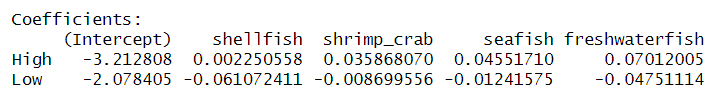 Coefficients:
(Intercept) shellfish shrimp_crab seafish freshwaterfish
High -3.212808 0.002250558 0.035868070 0.04551710 0.07012005
Low -2.078405 -0.061072411 -0.008699556 -0.01241575 -0.04751114